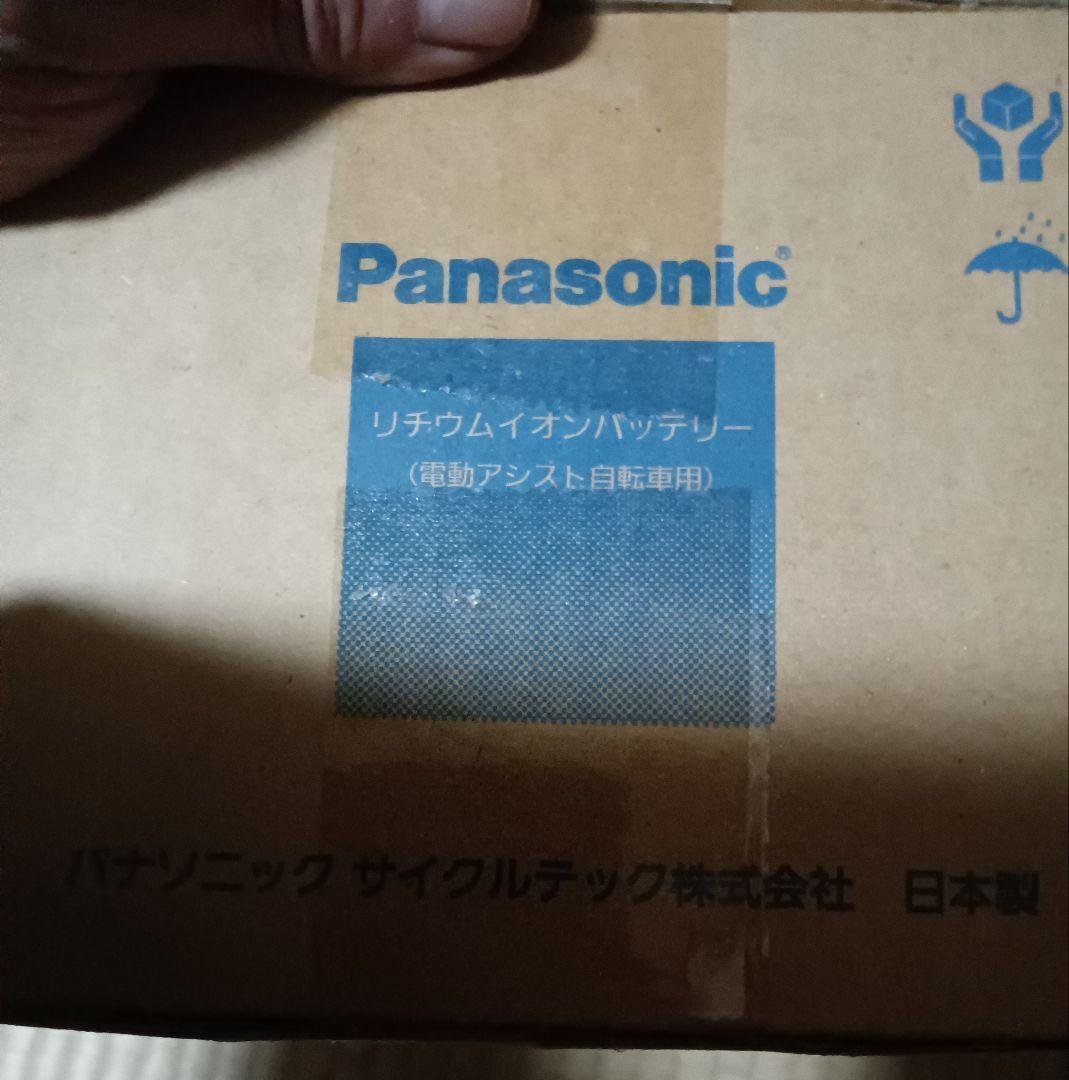 Panasonic®
リチウムイオンバッテリー
(電動アシスト自転車用)
パナソニック サイクルテック株式会社 日本製